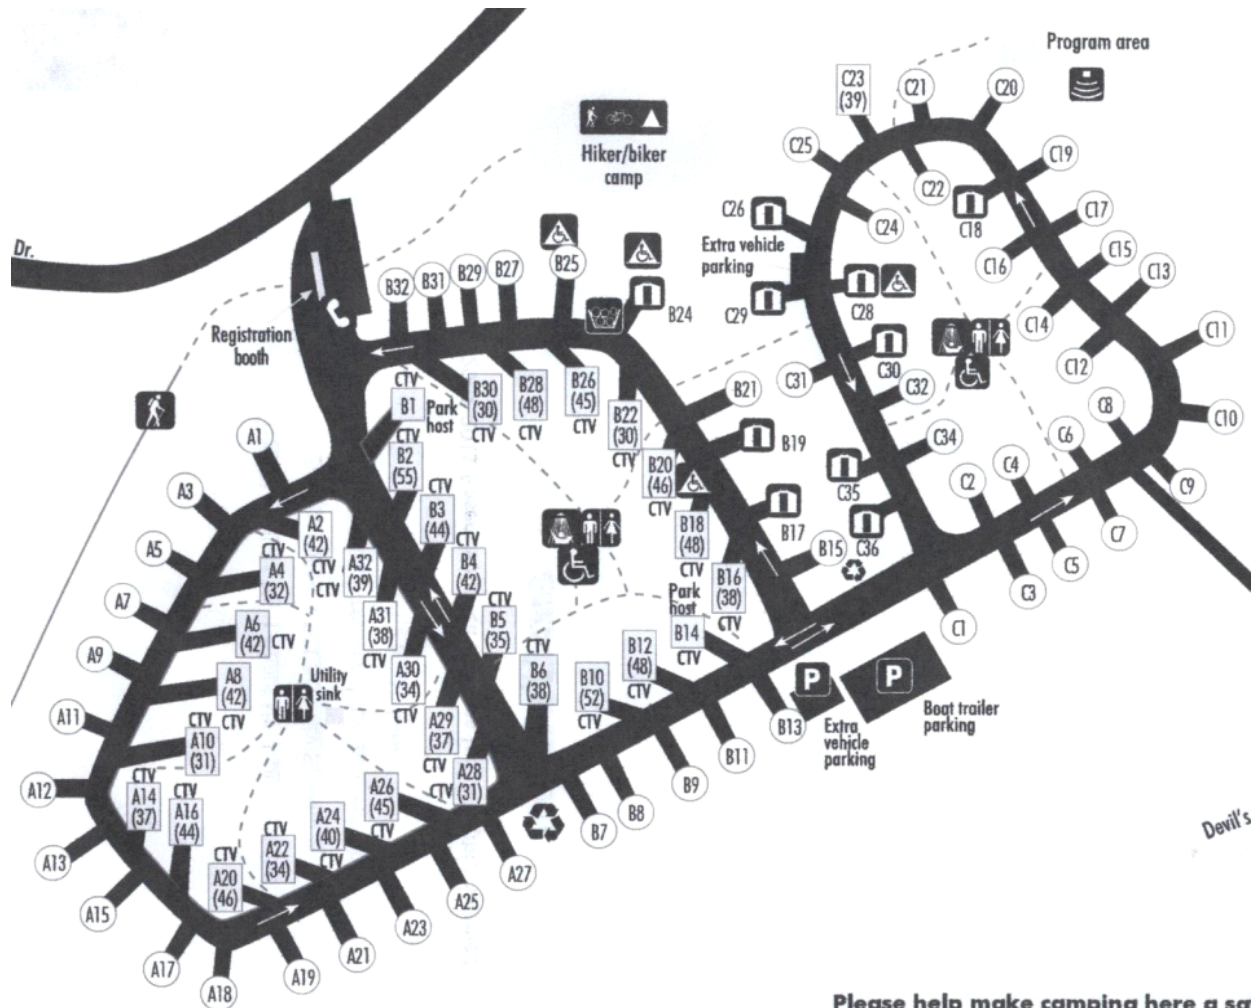 Program area
C23
(39)
C21
C20
C25
C19
C22
Hiker/biker
camp
C26
C24
C18
C17
Extra vehicle
parking
C16
C15
C13
Dr.
B32
B31
B29
B27
B25
B24
C29
C28
C14
C11
Registration
booth
C12
C31
C30
C32
C10
CTV
B1
Park
host
B30
(30)
CTV
B28
(48)
CTV
B26
(45)
CTV
B22
(30)
CTV
B21
B19
C8
C6
C34
C4
C2
C35
C9
C7
A1
CTV
B2
(55)
CTV
B3
(44)
B20
(46)
CTV
B18
(48)
CTV
B17
C36
B15
C5
C3
C1
A3
A2
(42)
CTV
A5
CTV
A4
(32)
A32
(39)
CTV
CTV
B4
(42)
B16
(38)
CTV
Park
host
A7
A6
(42)
CTV
A31
(38)
CTV
CTV
B5
(35)
B14
CTV
A9
A8
(42)
CTV
Utility
sink
A30
(34)
CTV
CTV
B6
(38)
B12
(48)
CTV
B10
(52)
CTV
P
P
B13
Extra
vehicle
parking
Boat trailer
parking
A11
CTV
A10
(31)
A29
(37)
CTV
B11
B9
A12
CTV
A14
(37)
CTV
A16
(44)
A28
(31)
CTV
A26
(45)
CTV
A24
(40)
CTV
CTV
A22
(34)
CTV
A20
(46)
B8
B7
Devil's
A13
A27
A15
A25
A23
A17
A21
A19
A18
Please help make camping here a sa